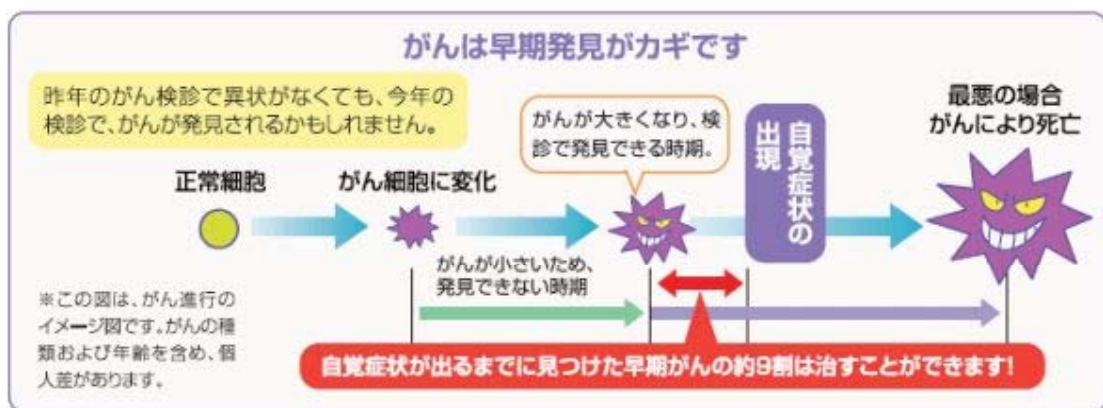 がんは早期発見がカギです
昨年のがん検診で異状がなくても、今年の
検診で、がんが発見されるかもしれません。
正常細胞
がん細胞に変化
がんが大きくなり、検
診で発見できる時期。
自覚症状の
出現
最悪の場合
がんにより死亡
がんが小さいため、
発見できない時期
※この図は、がん進行の
イメージ図です。がんの種
類および年齢を含め、個
人差があります。
自覚症状が出るまでに見つけた早期がんの約9割は治すことができます!